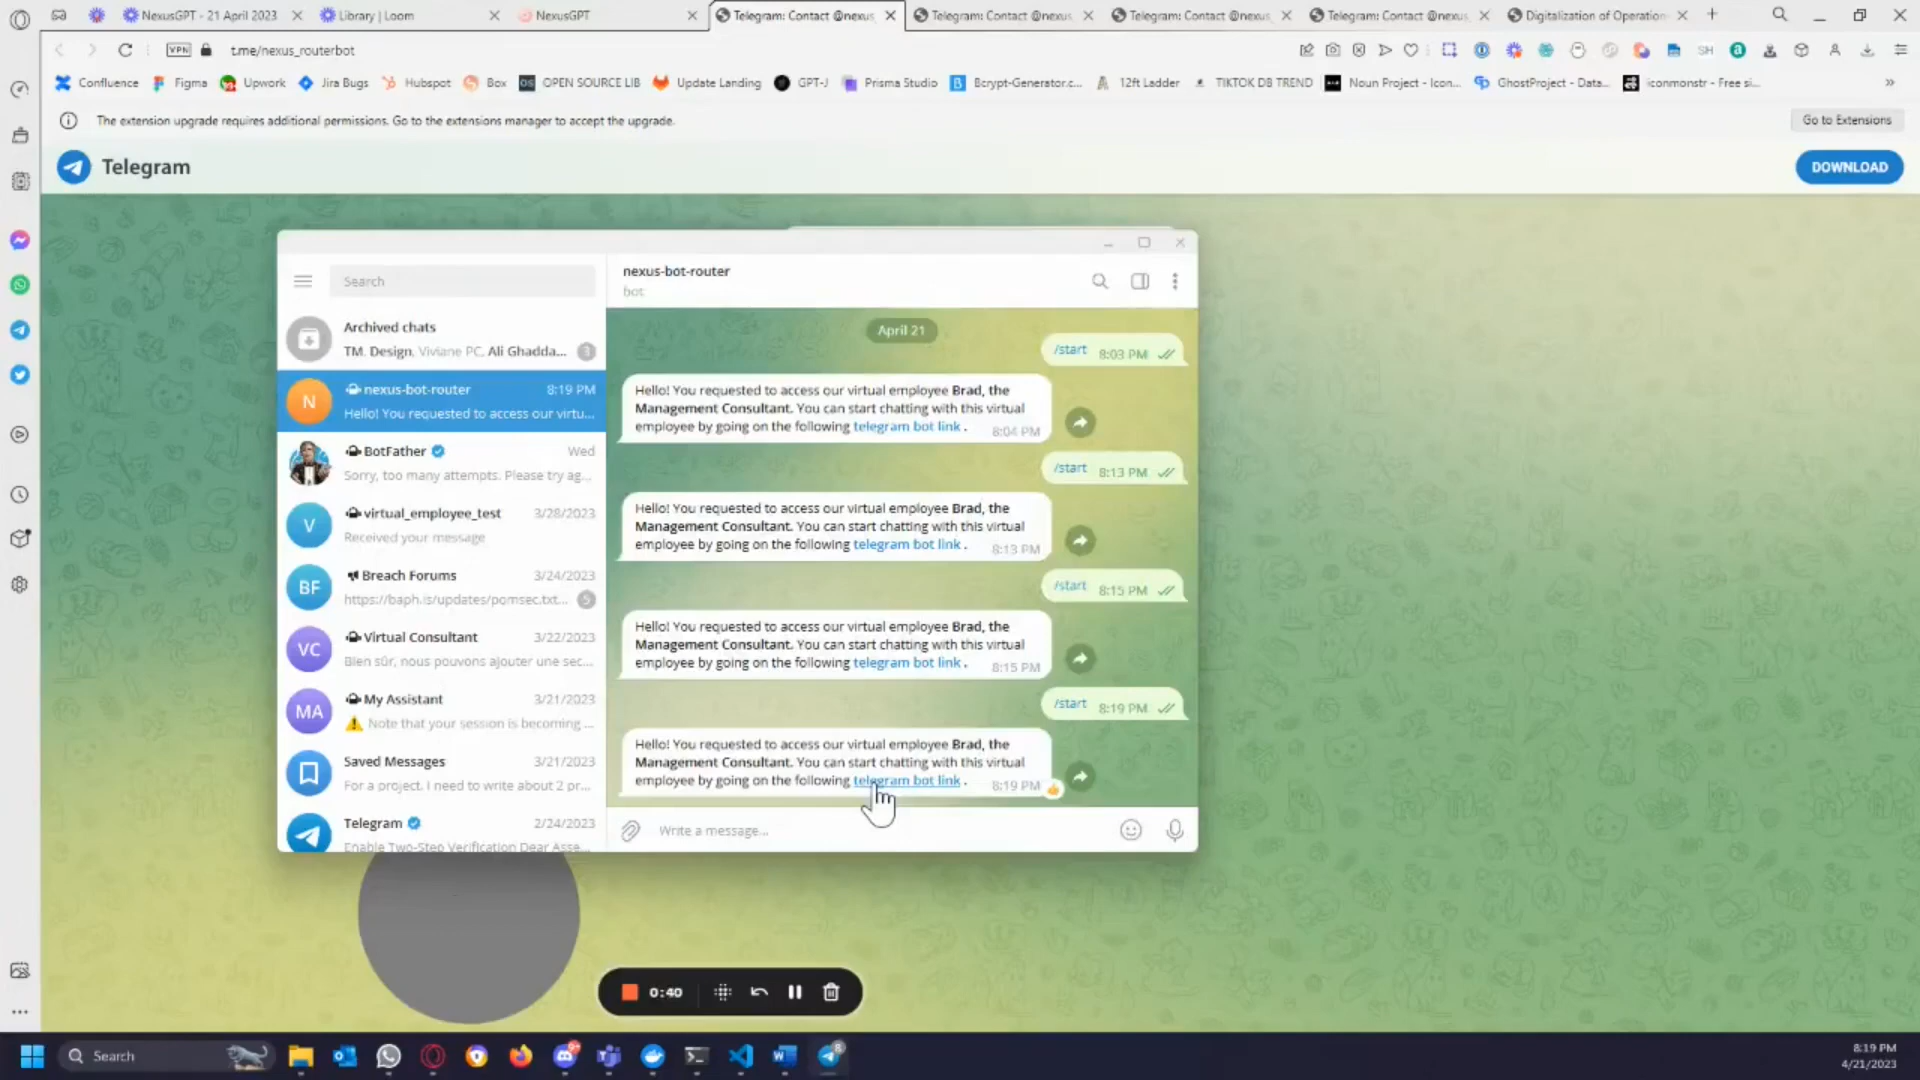 NexusGPT - 21 April 2023
Library | Loom
NexusGPT
Telegram: Contact @nexus_
Telegram: Contact @nexus_
Telegram: Contact @nexus_
Telegram: Contact @nexus_
Digitalization of Operation
VPN
t.me/nexus_routerbot
Confluence
Figma
Upwork
Jira Bugs
Hubspot
Box
OPEN SOURCE LIB
Update Landing
GPT-J
Prisma Studio
Bcrypt-Generator.c...
12ft Ladder
TIKTOK DB TREND
Noun Project - Icon...
GhostProject - Data...
iconmonstr - Free si...
The extension upgrade requires additional permissions. Go to the extensions manager to accept the upgrade.
Go to Extensions
Telegram
DOWNLOAD
Search
Archived chats
TM. Design, Viviane PC, Ali Ghadda...
3
N
nexus-bot-router
8:19 PM
Hello! You requested to access our virtu...
BotFather
Wed
Sorry, too many attempts. Please try ag...
V
virtual_employee_test
3/28/2023
Received your message
BF
Breach Forums
3/24/2023
https://baph.is/updates/pomsec.txt...
5
VC
Virtual Consultant
3/22/2023
Bien sûr, nous pouvons ajouter une sec...
MA
My Assistant
3/21/2023
Note that your session is becoming ...
Saved Messages
3/21/2023
For a project. I need to write about 2 pr...
Telegram
2/24/2023
Enable Two-Step Verification Dear Asse...
nexus-bot-router
bot
April 21
/start 8:03 PM
Hello! You requested to access our virtual employee Brad, the
Management Consultant. You can start chatting with this virtual
employee by going on the following telegram bot link . 8:04 PM
/start 8:13 PM
Hello! You requested to access our virtual employee Brad, the
Management Consultant. You can start chatting with this virtual
employee by going on the following telegram bot link . 8:13 PM
/start 8:15 PM
Hello! You requested to access our virtual employee Brad, the
Management Consultant. You can start chatting with this virtual
employee by going on the following telegram bot link . 8:15 PM
/start 8:19 PM
Hello! You requested to access our virtual employee Brad, the
Management Consultant. You can start chatting with this virtual
employee by going on the following telegram bot link . 8:19 PM
Write a message...
0:40
Search
8:19 PM
4/21/2023